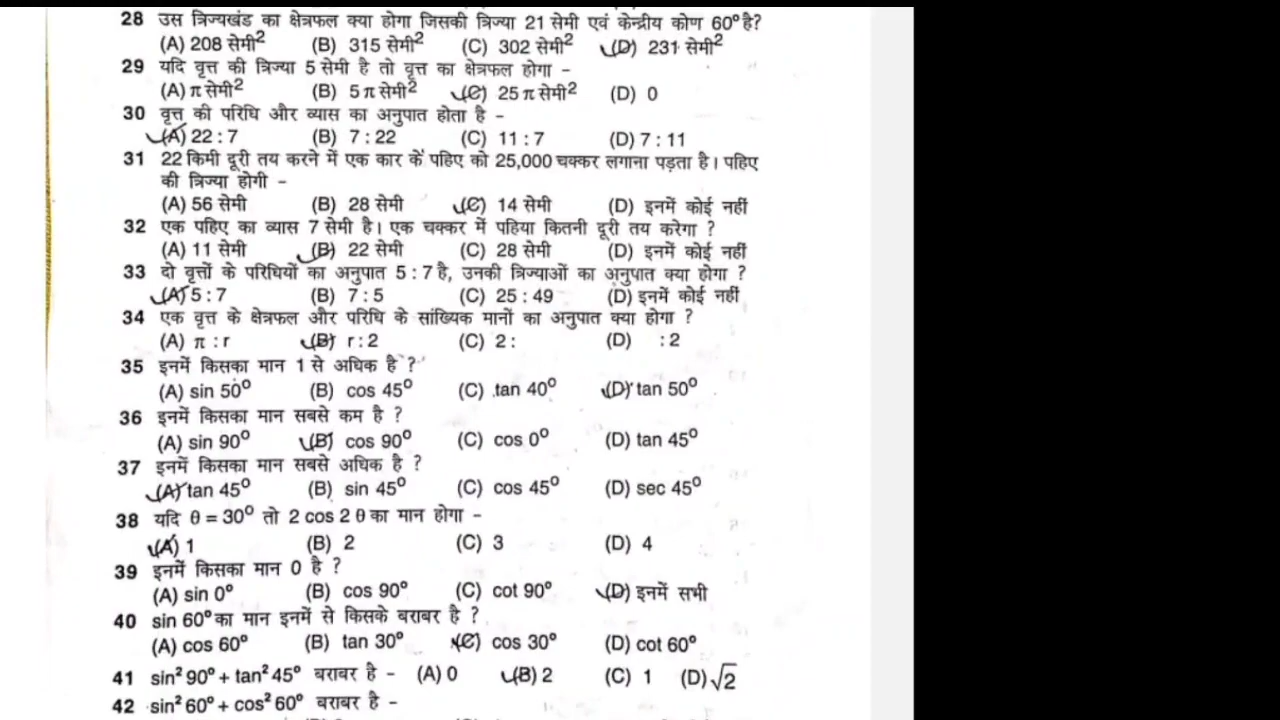 28 उस त्रिज्यखंड का क्षेत्रफल क्या होगा जिसकी त्रिज्या 21 सेमी एवं केन्द्रीय कोण 60° है?
(A) 208 सेमी² (B) 315 सेमी² (C) 302 सेमी² (D) 231 सेमी²
29 यदि वृत्त की त्रिज्या 5 सेमी है तो वृत्त का क्षेत्रफल होगा –
(A) π सेमी² (B) 5 π सेमी² (C) 25 π सेमी² (D) 0
30 वृत्त की परिधि और व्यास का अनुपात होता है –
(A) 22 : 7 (B) 7 : 22 (C) 11 : 7 (D) 7 : 11
31 22 किमी दूरी तय करने में एक कार के पहिए को 25,000 चक्कर लगाना पड़ता है। पहिए
की त्रिज्या होगी –
(A) 56 सेमी (B) 28 सेमी (C) 14 सेमी (D) इनमें कोई नहीं
32 एक पहिए का व्यास 7 सेमी है। एक चक्कर में पहिया कितनी दूरी तय करेगा ?
(A) 11 सेमी (B) 22 सेमी (C) 28 सेमी (D) इनमें कोई नहीं
33 दो वृत्तों के परिधियों का अनुपात 5 : 7 है, उनकी त्रिज्याओं का अनुपात क्या होगा ?
(A) 5 : 7 (B) 7 : 5 (C) 25 : 49 (D) इनमें कोई नहीं
34 एक वृत्त के क्षेत्रफल और परिधि के सांख्यिक मानों का अनुपात क्या होगा ?
(A) π : r (B) r : 2 (C) 2 : (D) : 2
35 इनमें किसका मान 1 से अधिक है ?
(A) sin 50° (B) cos 45° (C) tan 40° (D) tan 50°
36 इनमें किसका मान सबसे कम है ?
(A) sin 90° (B) cos 90° (C) cos 0° (D) tan 45°
37 इनमें किसका मान सबसे अधिक है ?
(A) tan 45° (B) sin 45° (C) cos 45° (D) sec 45°
38 यदि θ = 30° तो 2 cos 2 θ का मान होगा –
(A) 1 (B) 2 (C) 3 (D) 4
39 इनमें किसका मान 0 है ?
(A) sin 0° (B) cos 90° (C) cot 90° (D) इनमें सभी
40 sin 60° का मान इनमें से किसके बराबर है ?
(A) cos 60° (B) tan 30° (C) cos 30° (D) cot 60°
41 sin² 90° + tan² 45° बराबर है – (A) 0 (B) 2 (C) 1 (D) √2
42 sin² 60° + cos² 60° बराबर है –